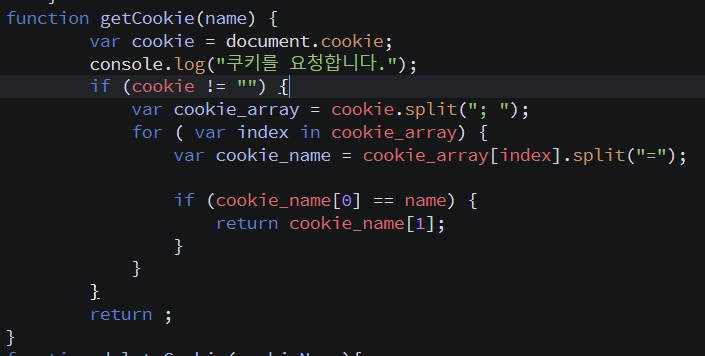 function getCookie(name) {
var cookie = document.cookie;
console.log("쿠키를 요청합니다.");
if (cookie != "") {
var cookie_array = cookie.split("; ");
for ( var index in cookie_array) {
var cookie_name = cookie_array[index].split("=");
if (cookie_name[0] == name) {
return cookie_name[1];
}
}
}
return ;
}